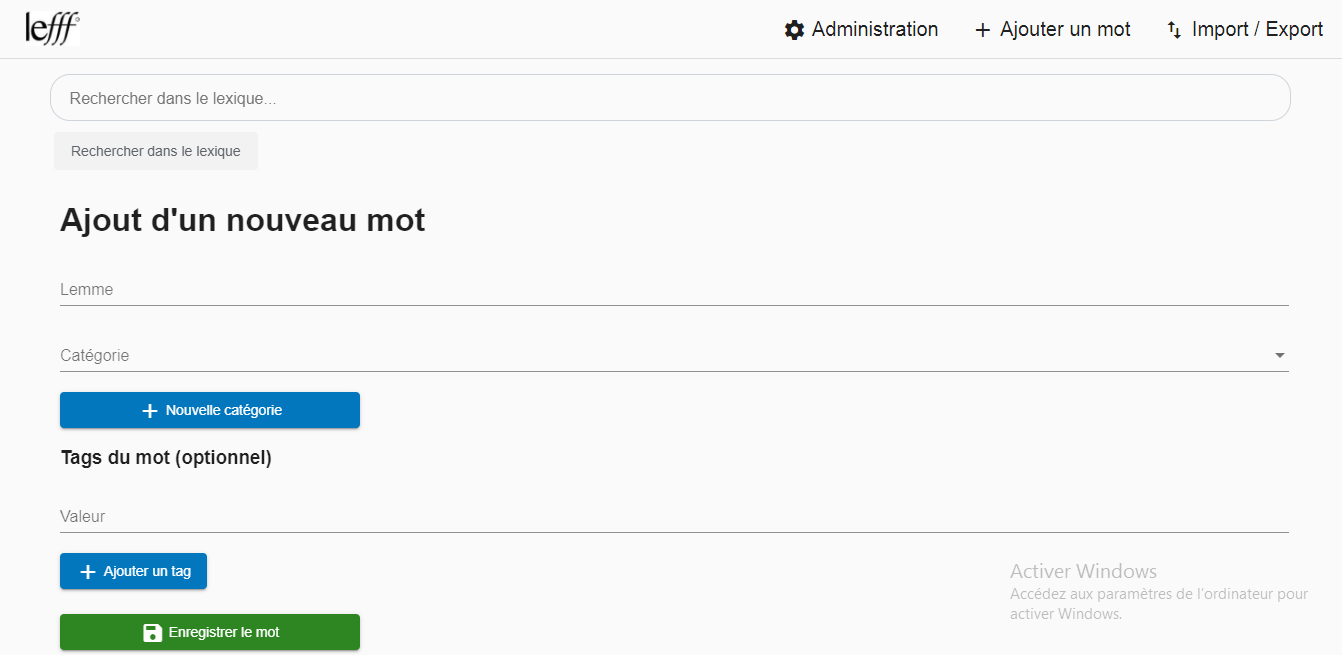 lefff
Administration
Ajouter un mot
Import / Export
Rechercher dans le lexique...
Rechercher dans le lexique
Ajout d'un nouveau mot
Lemme
Catégorie
Nouvelle catégorie
Tags du mot (optionnel)
Valeur
Ajouter un tag
Activer Windows
Accédez aux paramètres de l'ordinateur pour
activer Windows.
Enregistrer le mot